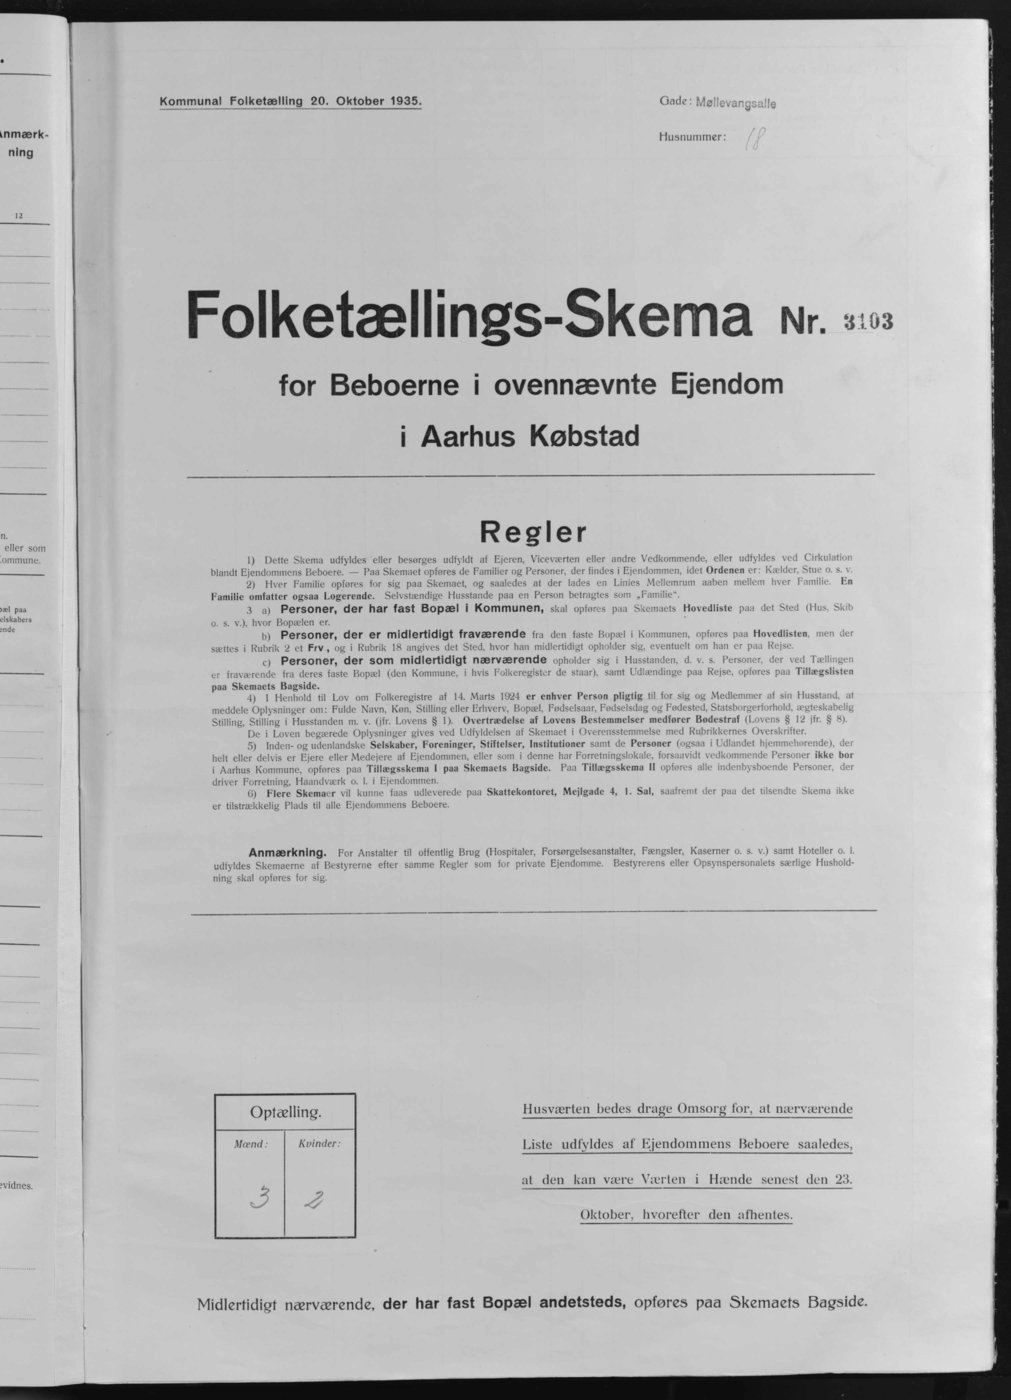 nmærk-
ning
12
n.
eller som
Kommune.
pæl paa
elskabers
ende
evidnes.
Kommunal Folketælling 20. Oktober 1935.
Gade: Møllevangsalle
Husnummer: 18
Folketællings-Skema Nr. 3103
for Beboerne i ovennævnte Ejendom
i Aarhus Købstad
Regler
1) Dette Skema udfyldes eller besørges udfyldt af Ejeren, Viceværten eller andre Vedkommende, eller udfyldes ved Cirkulation
blandt Ejendommens Beboere. — Paa Skemaet opføres de Familier og Personer, der findes i Ejendommen, idet Ordenen er: Kælder, Stue o. s. v.
2) Hver Familie opføres for sig paa Skemaet, og saaledes at der lades en Linies Mellemrum aaben mellem hver Familie. En
Familie omfatter ogsaa Logerende. Selvstændige Husstande paa en Person betragtes som „Familie".
3 a) Personer, der har fast Bopæl i Kommunen, skal opføres paa Skemaets Hovedliste paa det Sted (Hus, Skib
o. s. v.), hvor Bopælen er.
b) Personer, der er midlertidigt fraværende fra den faste Bopæl i Kommunen, opføres paa Hovedlisten, men der
sættes i Rubrik 2 et Frv., og i Rubrik 18 angives det Sted, hvor han midlertidigt opholder sig, eventuelt om han er paa Rejse.
c) Personer, der som midlertidigt nærværende opholder sig i Husstanden, d. v. s. Personer, der ved Tællingen
er fraværende fra deres faste Bopæl (den Kommune, i hvis Folkeregister de staar), samt Udlændinge paa Rejse, opføres paa Tillægslisten
paa Skemaets Bagside.
4) I Henhold til Lov om Folkeregistre af 14. Marts 1924 er enhver Person pligtig til for sig og Medlemmer af sin Husstand, at
meddele Oplysninger om: Fulde Navn, Køn, Stilling eller Erhverv, Bopæl, Fødselsaar, Fødselsdag og Fødested, Statsborgerforhold, ægteskabelig
Stilling, Stilling i Husstanden m. v. (jfr. Lovens § 1). Overtrædelse af Lovens Bestemmelser medfører Bødestraf (Lovens § 12 jfr. § 8).
De i Loven begærede Oplysninger gives ved Udfyldelsen af Skemaet i Overensstemmelse med Rubrikkernes Overskrifter.
5) Inden- og udenlandske Selskaber, Foreninger, Stiftelser, Institutioner samt de Personer (ogsaa i Udlandet hjemmehørende), der
helt eller delvis er Ejere eller Medejere af Ejendommen, eller som i denne har Forretningslokale, forsaavidt vedkommende Personer ikke bor
i Aarhus Kommune, opføres paa Tillægsskema I paa Skemaets Bagside. Paa Tillægsskema II opføres alle indenbysboende Personer, der
driver Forretning, Haandværk o. l. i Ejendommen.
6) Flere Skemaer vil kunne faas udleverede paa Skattekontoret, Mejlgade 4, 1. Sal, saafremt der paa det tilsendte Skema ikke
er tilstrækkelig Plads til alle Ejendommens Beboere.
Anmærkning. For Anstalter til offentlig Brug (Hospitaler, Forsørgelsesanstalter, Fængsler, Kaserner o. s. v.) samt Hoteller o. l.
udfyldes Skemaerne af Bestyrerne efter samme Regler som for private Ejendomme. Bestyrerens eller Opsynspersonalets særlige Hushold-
ning skal opføres for sig.
Optælling.
Mænd: Kvinder:
3 2
Husværten bedes drage Omsorg for, at nærværende
Liste udfyldes af Ejendommens Beboere saaledes,
at den kan være Værten i Hænde senest den 23.
Oktober, hvorefter den afhentes.
Midlertidigt nærværende, der har fast Bopæl andetsteds, opføres paa Skemaets Bagside.